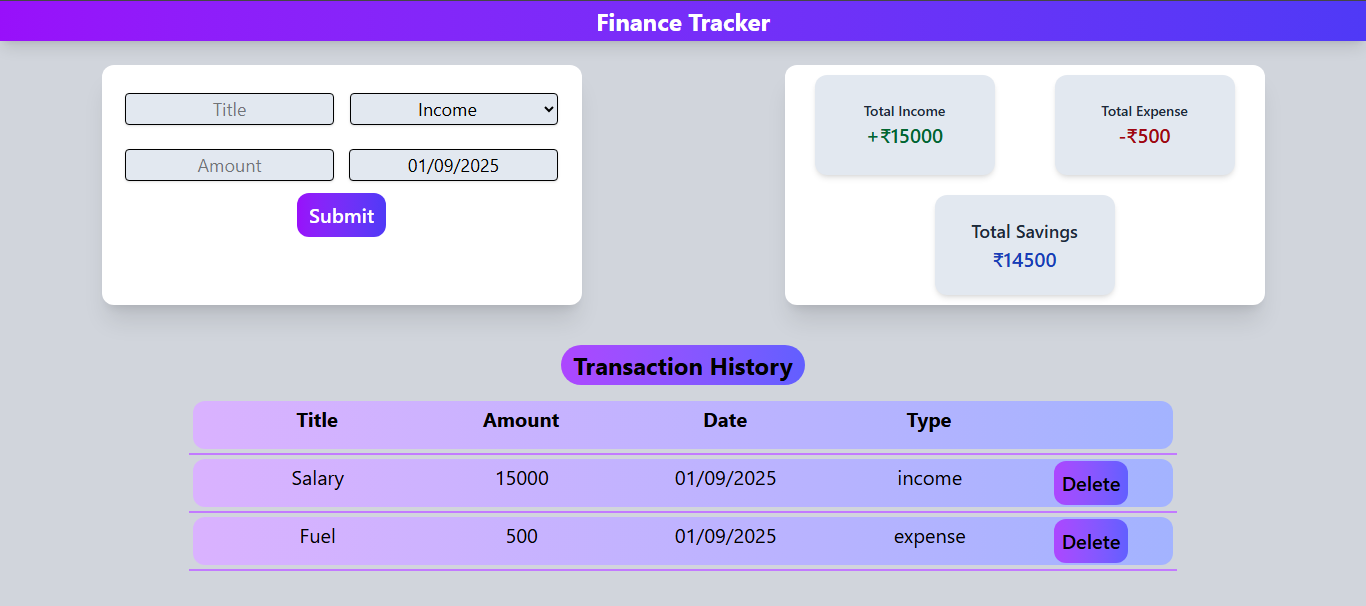 Finance Tracker
Title Income
Amount 01/09/2025
Submit
Total Income
+₹15000
Total Expense
-₹500
Total Savings
₹14500
Transaction History
Title Amount Date Type
Salary 15000 01/09/2025 income Delete
Fuel 500 01/09/2025 expense Delete